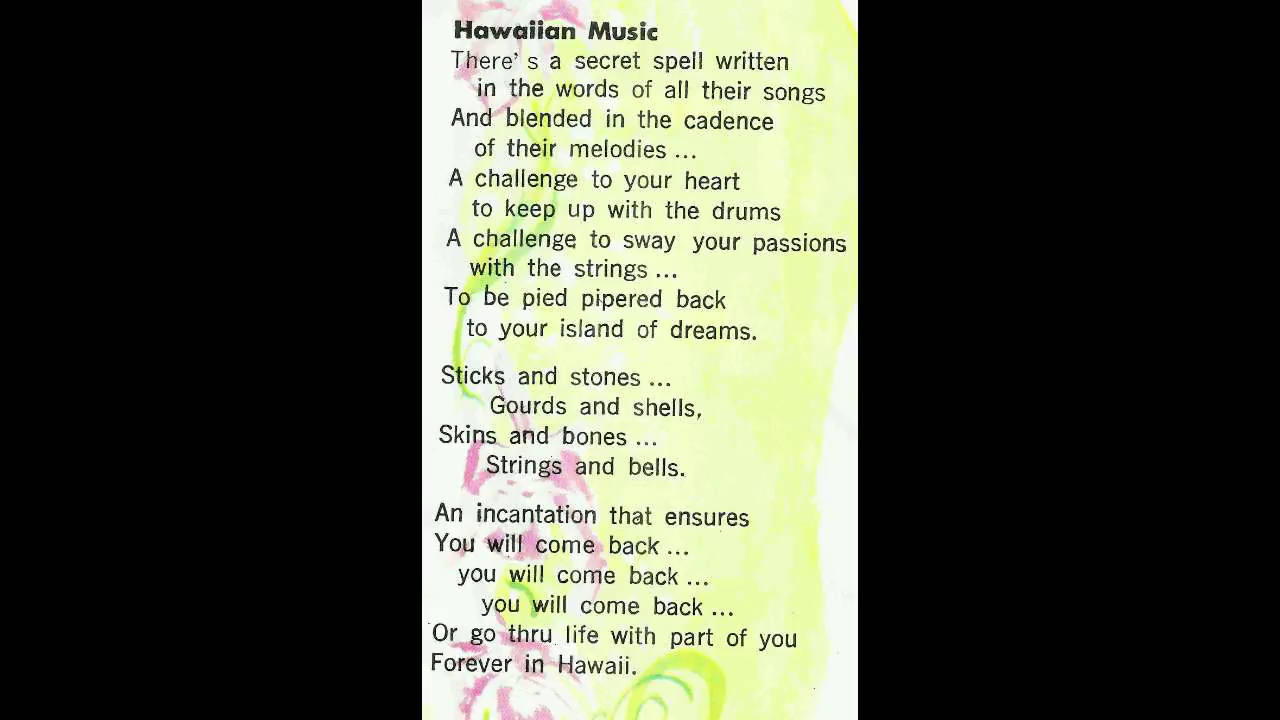 Hawaiian Music
There's a secret spell written
in the words of all their songs
And blended in the cadence
of their melodies ...
A challenge to your heart
to keep up with the drums
A challenge to sway your passions
with the strings ...
To be pied pipered back
to your island of dreams.
Sticks and stones ...
Gourds and shells,
Skins and bones ...
Strings and bells.
An incantation that ensures
You will come back ...
you will come back ...
you will come back ...
Or go thru life with part of you
Forever in Hawaii.